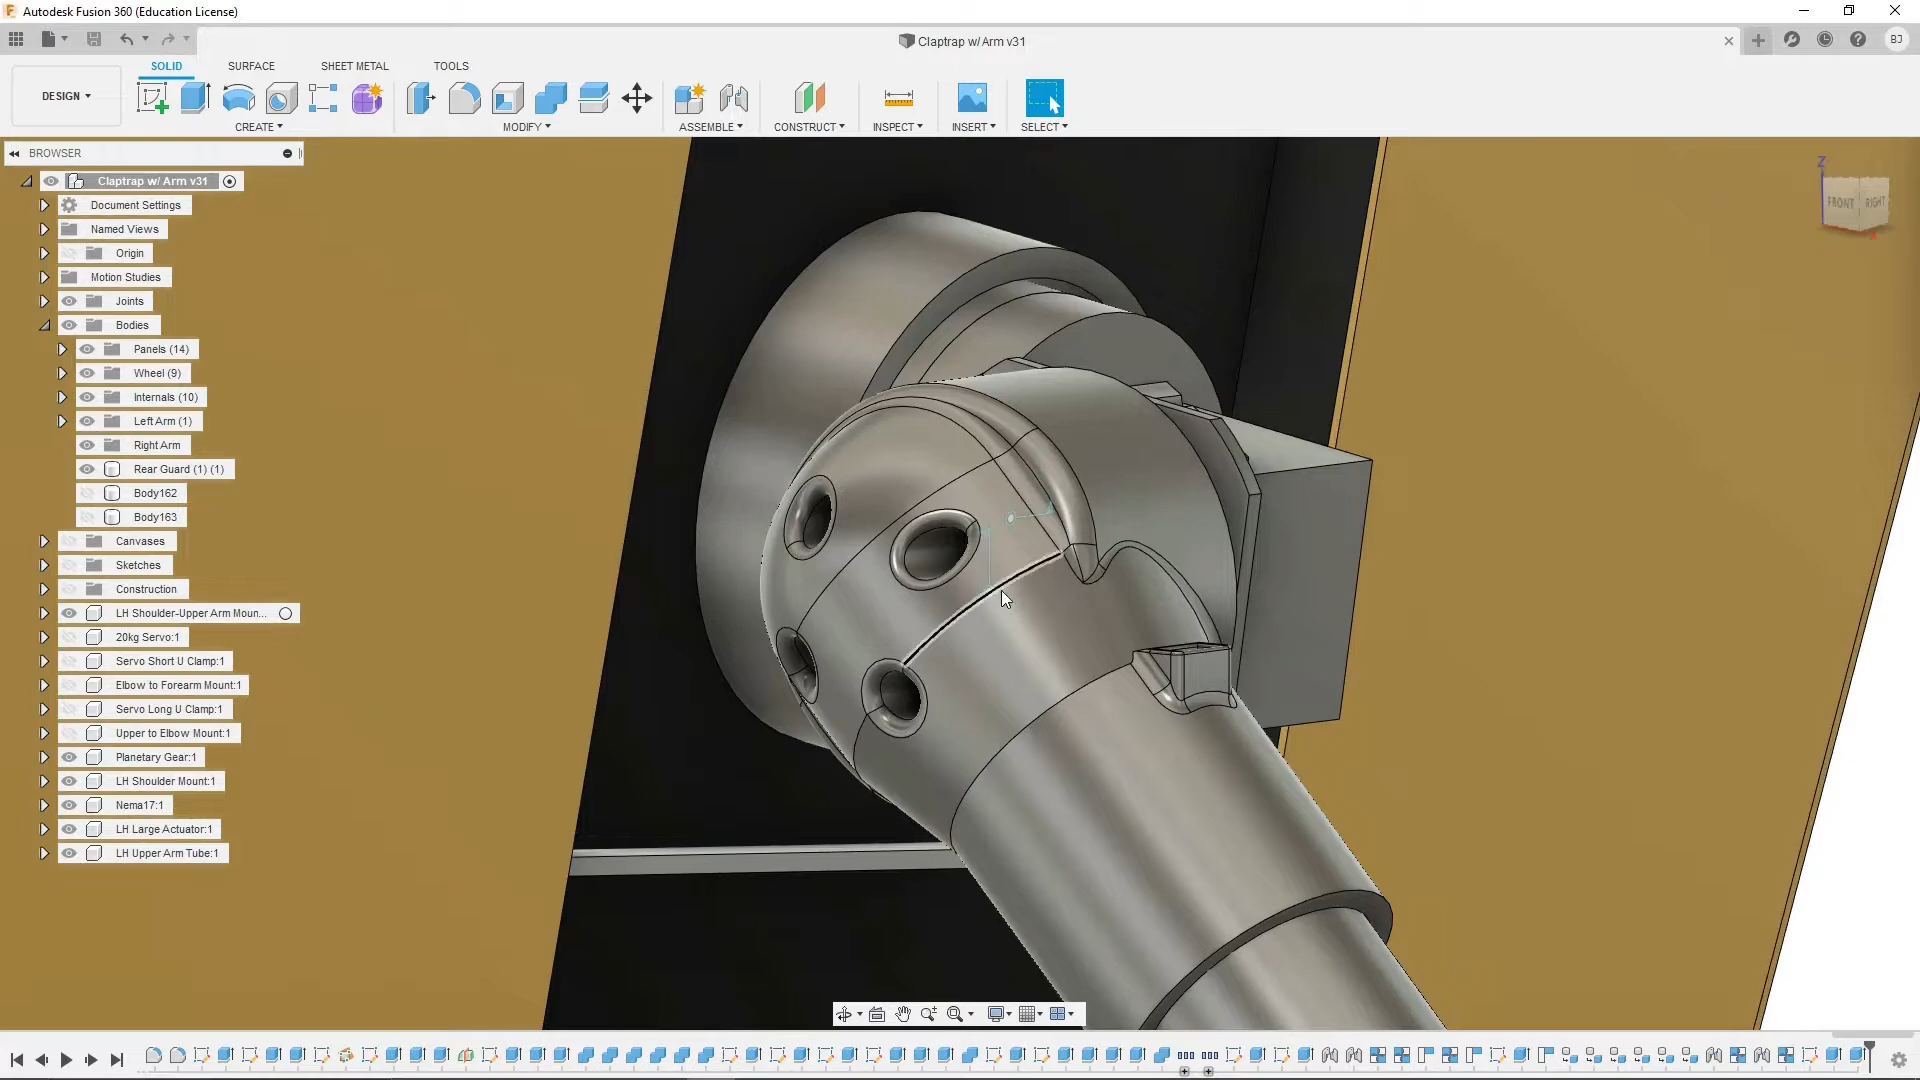 Autodesk Fusion 360 (Education License)
Claptrap w/ Arm v31
BJ
DESIGN
SOLID
SURFACE
SHEET METAL
TOOLS
CREATE
MODIFY
ASSEMBLE
CONSTRUCT
INSPECT
INSERT
SELECT
BROWSER
Claptrap w/ Arm v31
Document Settings
Named Views
Origin
Motion Studies
Joints
Bodies
Panels (14)
Wheel (9)
Internals (10)
Left Arm (1)
Right Arm
Rear Guard (1) (1)
Body162
Body163
Canvases
Sketches
Construction
LH Shoulder-Upper Arm Moun...
20kg Servo:1
Servo Short U Clamp:1
Elbow to Forearm Mount:1
Servo Long U Clamp:1
Upper to Elbow Mount:1
Planetary Gear:1
LH Shoulder Mount:1
Nema17:1
LH Large Actuator:1
LH Upper Arm Tube:1
Z
FRONT
RIGHT
X